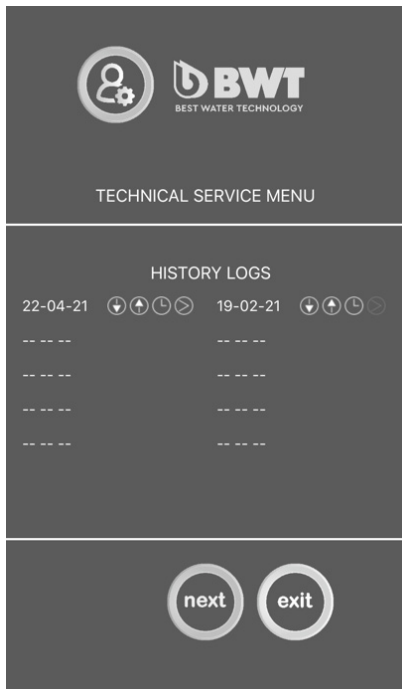 BWT
BEST WATER TECHNOLOGY
TECHNICAL SERVICE MENU
HISTORY LOGS
22-04-21 19-02-21
-- -- -- -- -- --
-- -- -- -- -- --
-- -- -- -- -- --
-- -- -- -- -- --
next exit